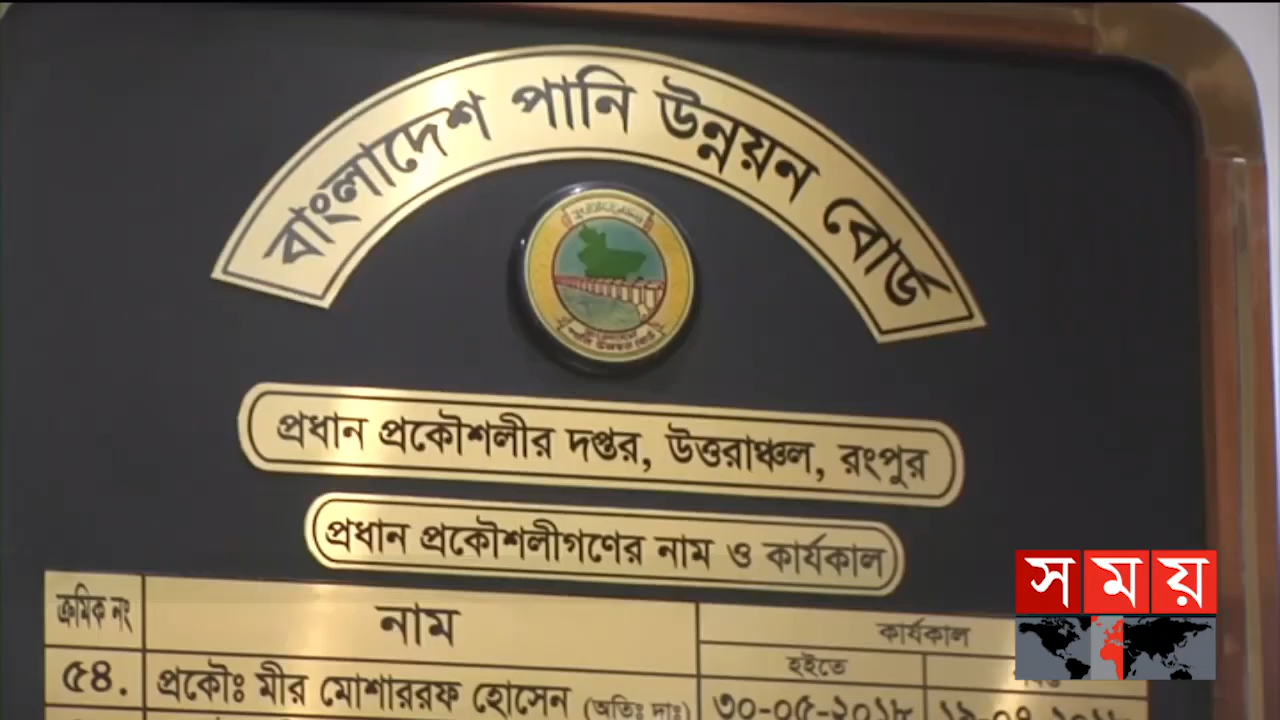 বাংলাদেশ পানি উন্নয়ন বোর্ড
প্রধান প্রকৌশলীর দপ্তর, উত্তরাঞ্চল, রংপুর
প্রধান প্রকৌশলীগণের নাম ও কার্যকাল
ক্রমিক নং নাম কার্যকাল
হইতে
৫৪. প্রকৌঃ মীর মোশাররফ হোসেন (অতিঃ দাঃ) ৩০-০৫-২০১৮
সময়